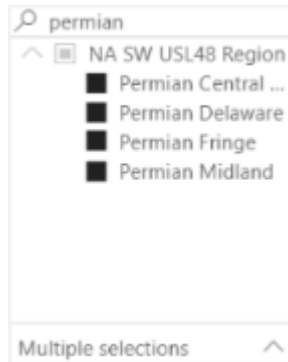 permian
NA SW USL48 Region
Permian Central ...
Permian Delaware
Permian Fringe
Permian Midland
Multiple selections